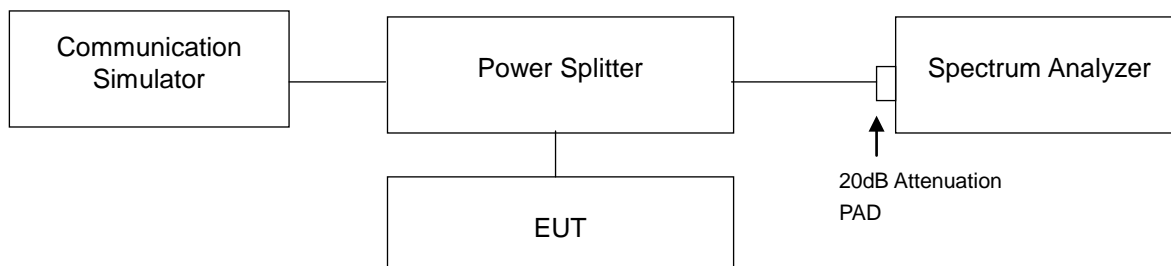 Communication
Simulator
Power Splitter
Spectrum Analyzer
20dB Attenuation
PAD
EUT